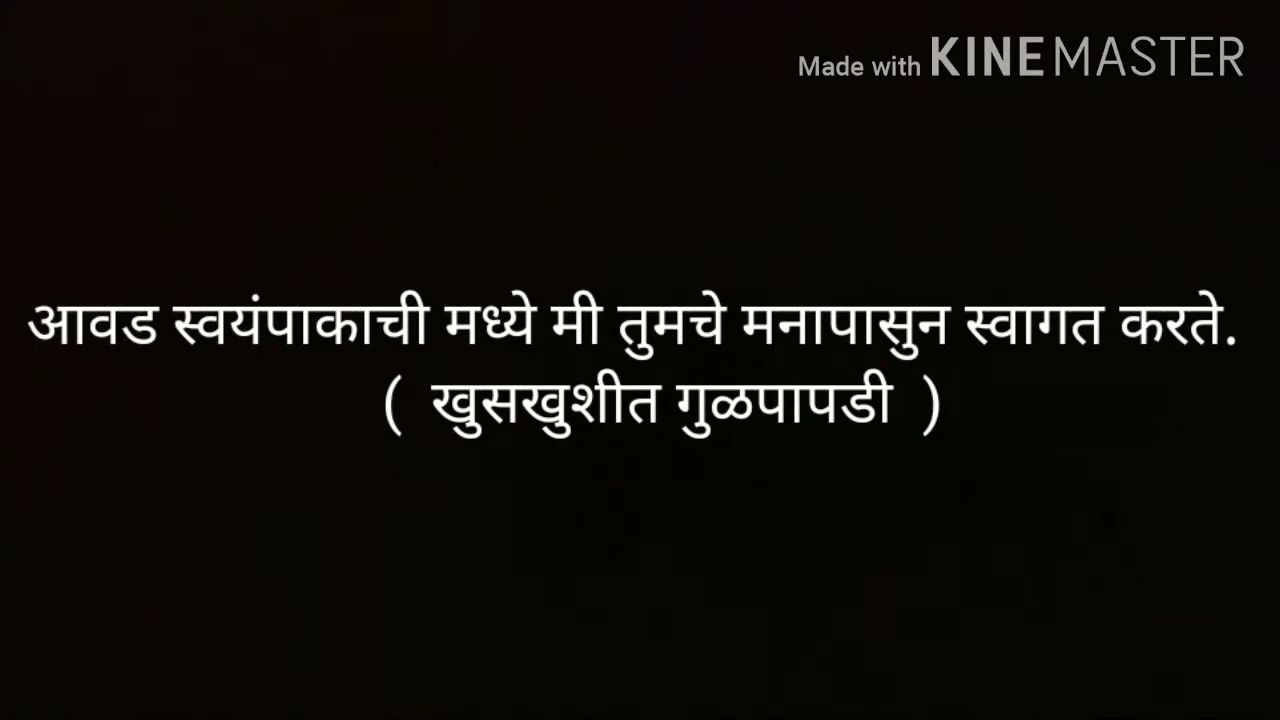 Made with KINEMASTER
आवड स्वयंपाकाची मध्ये मी तुमचे मनापासुन स्वागत करते.
( खुसखुशीत गुळपापडी )